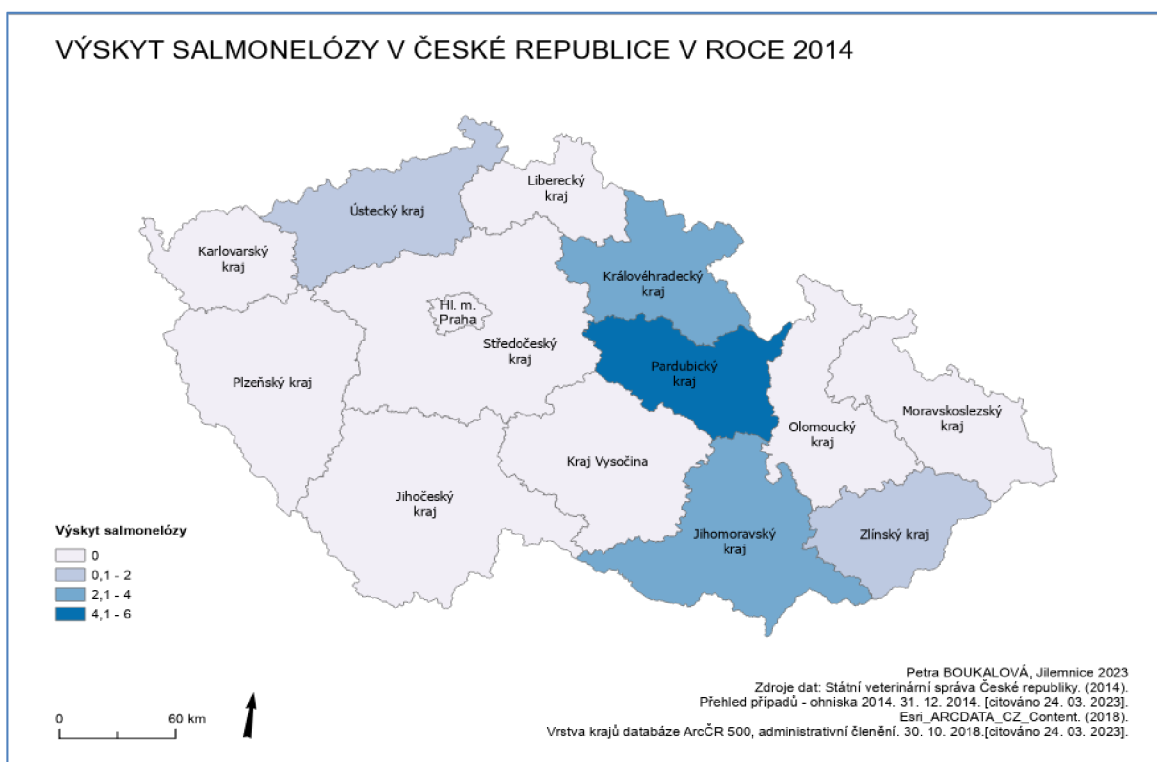 VÝSKYT SALMONELÓZY V ČESKÉ REPUBLICE V ROCE 2014
Liberecký
kraj
Ústecký kraj
Karlovarský
kraj
Královéhradecký
kraj
Hl. m.
Praha
Středočeský
kraj
Pardubický
kraj
Plzeňský kraj
Moravskoslezský
kraj
Olomoucký
kraj
Kraj Vysočina
Jihočeský
kraj
Jihomoravský
kraj
Zlínský kraj
Výskyt salmonelózy
0
0,1 - 2
2,1 - 4
4,1 - 6
0 60 km
Petra BOUKALOVÁ, Jilemnice 2023
Zdroje dat: Státní veterinární správa České republiky. (2014).
Přehled případů - ohniska 2014. 31. 12. 2014. [citováno 24. 03. 2023].
Esri_ARCDATA_CZ_Content. (2018).
Vrstva krajů databáze ArcČR 500, administrativní členění. 30. 10. 2018.[citováno 24. 03. 2023].